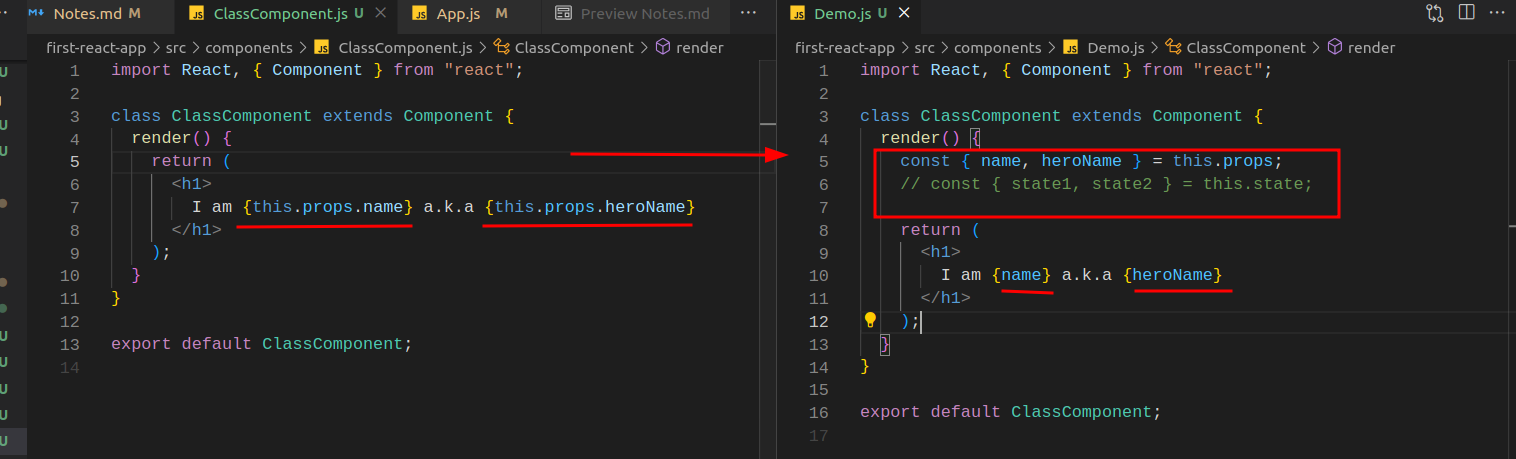 Notes.md M
JS ClassComponent.js U
JS App.js M
Preview Notes.md
first-react-app > src > components > JS ClassComponent.js > ClassComponent > render
1 import React, { Component } from "react";
2
3 class ClassComponent extends Component {
4 render() {
5 return (
6 <h1>
7 I am {this.props.name} a.k.a {this.props.heroName}
8 </h1>
9 );
10 }
11 }
12
13 export default ClassComponent;
14
JS Demo.js U
first-react-app > src > components > JS Demo.js > ClassComponent > render
1 import React, { Component } from "react";
2
3 class ClassComponent extends Component {
4 render() {
5 const { name, heroName } = this.props;
6 // const { state1, state2 } = this.state;
7
8 return (
9 <h1>
10 I am {name} a.k.a {heroName}
11 </h1>
12 );
13 }
14 }
15
16 export default ClassComponent;
17
U
U
U
U
U
U
U
U